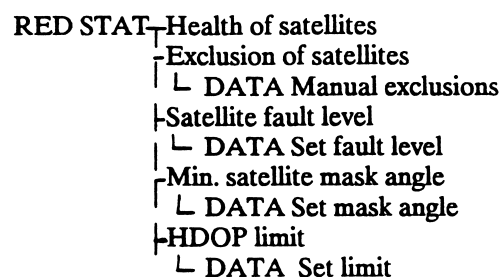 RED STAT Health of satellites
Exclusion of satellites
DATA Manual exclusions
Satellite fault level
DATA Set fault level
Min. satellite mask angle
DATA Set mask angle
HDOP limit
DATA Set limit